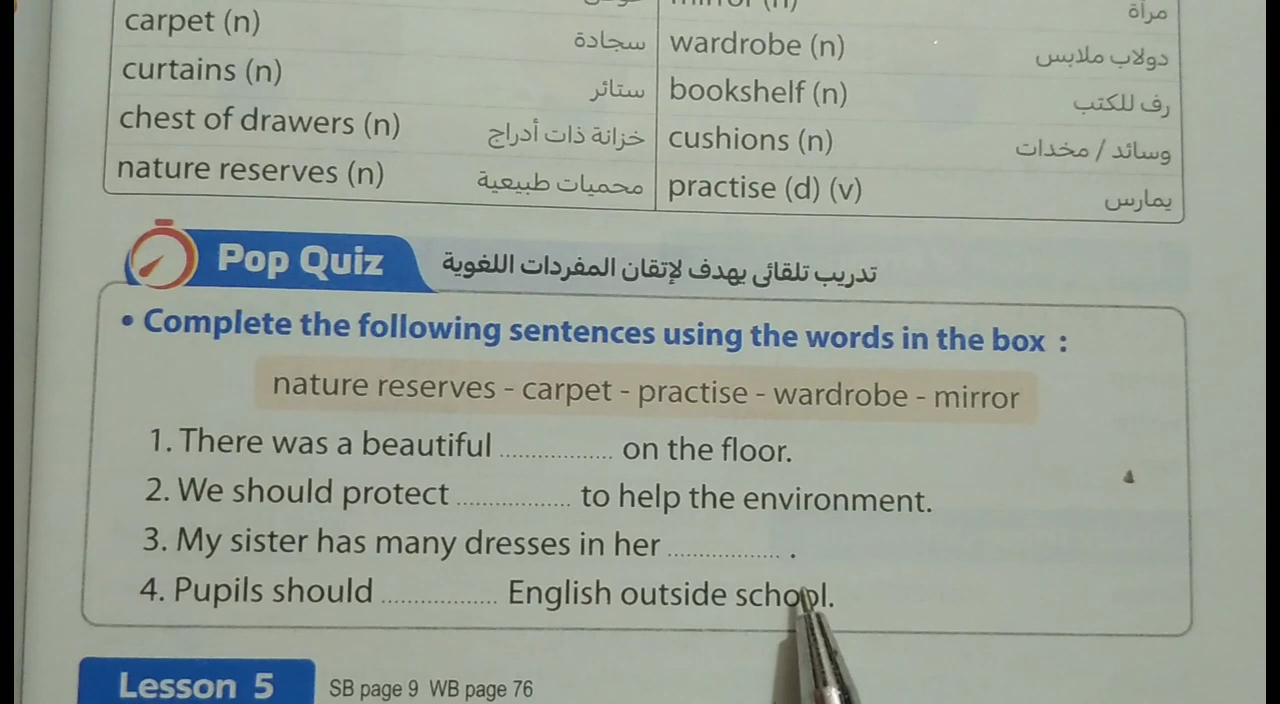 carpet (n) سجادة
mirror (n) مرآة
curtains (n) ستائر
wardrobe (n) دولاب ملابس
chest of drawers (n) خزانة ذات أدراج
bookshelf (n) رف للكتب
nature reserves (n) محميات طبيعية
cushions (n) وسائد / مخدات
practise (d) (v) يمارس
Pop Quiz تدريب تلقائى يهدف لإتقان المفردات اللغوية
• Complete the following sentences using the words in the box :
nature reserves - carpet - practise - wardrobe - mirror
1. There was a beautiful ................. on the floor.
2. We should protect ................. to help the environment.
3. My sister has many dresses in her ................. .
4. Pupils should ................. English outside school.
Lesson 5 SB page 9 WB page 76